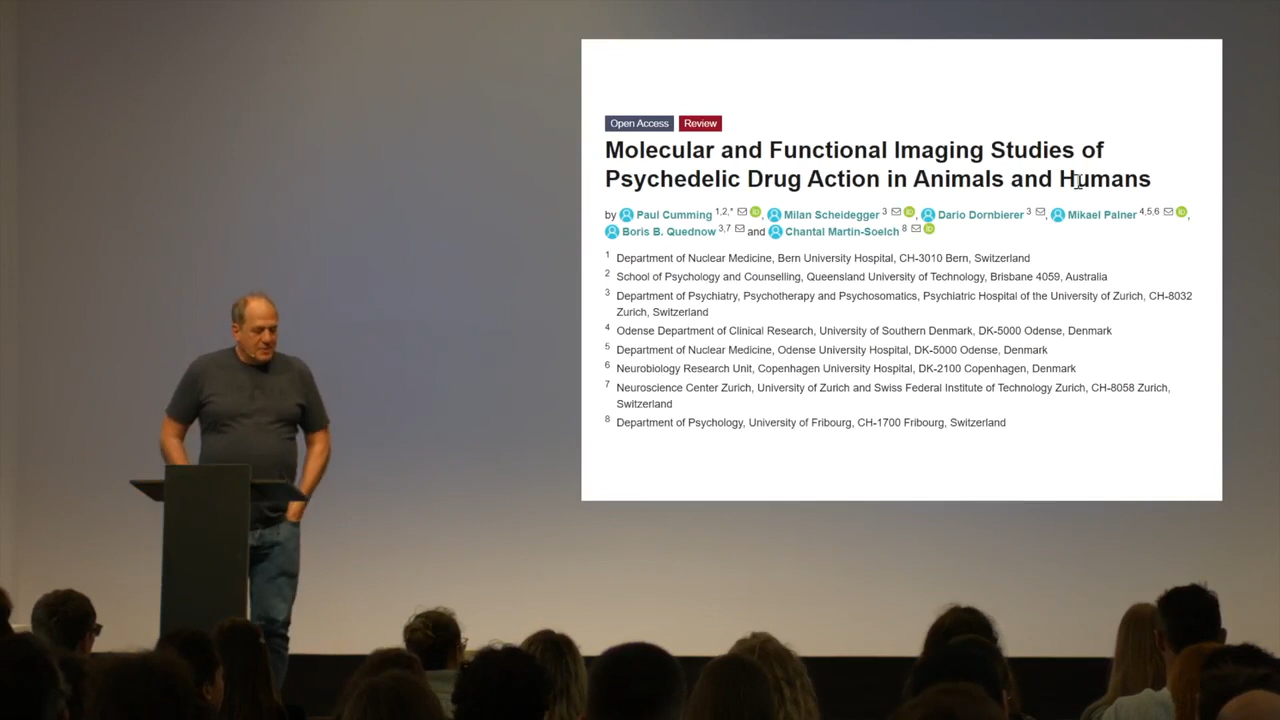 Open Access Review
Molecular and Functional Imaging Studies of
Psychedelic Drug Action in Animals and Humans
by Paul Cumming 1,2,* , Milan Scheidegger 3 , Dario Dornbierer 3 , Mikael Palner 4,5,6 ,
Boris B. Quednow 3,7 and Chantal Martin-Soelch 8
1 Department of Nuclear Medicine, Bern University Hospital, CH-3010 Bern, Switzerland
2 School of Psychology and Counselling, Queensland University of Technology, Brisbane 4059, Australia
3 Department of Psychiatry, Psychotherapy and Psychosomatics, Psychiatric Hospital of the University of Zurich, CH-8032
Zurich, Switzerland
4 Odense Department of Clinical Research, University of Southern Denmark, DK-5000 Odense, Denmark
5 Department of Nuclear Medicine, Odense University Hospital, DK-5000 Odense, Denmark
6 Neurobiology Research Unit, Copenhagen University Hospital, DK-2100 Copenhagen, Denmark
7 Neuroscience Center Zurich, University of Zurich and Swiss Federal Institute of Technology Zurich, CH-8058 Zurich,
Switzerland
8 Department of Psychology, University of Fribourg, CH-1700 Fribourg, Switzerland